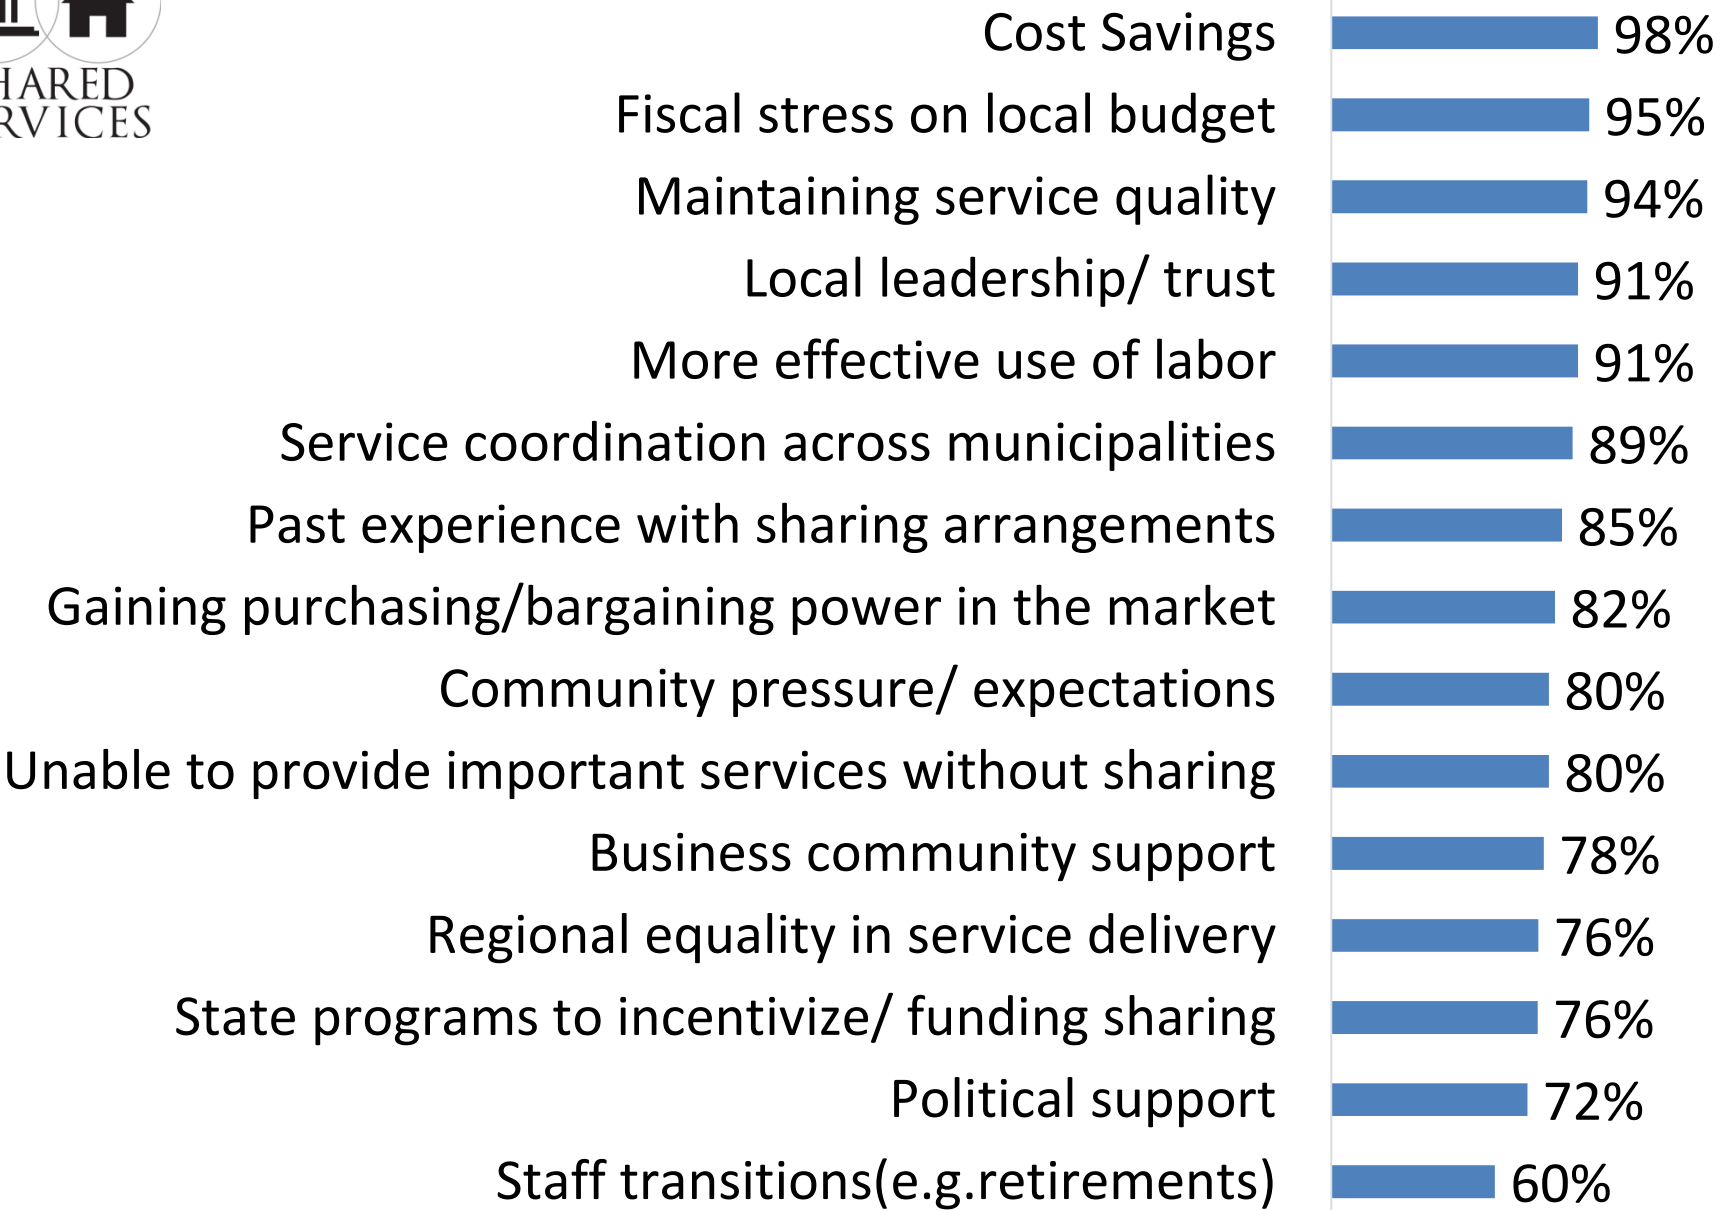 HARED
RVICES
Cost Savings 98%
Fiscal stress on local budget 95%
Maintaining service quality 94%
Local leadership/ trust 91%
More effective use of labor 91%
Service coordination across municipalities 89%
Past experience with sharing arrangements 85%
Gaining purchasing/bargaining power in the market 82%
Community pressure/ expectations 80%
Unable to provide important services without sharing 80%
Business community support 78%
Regional equality in service delivery 76%
State programs to incentivize/ funding sharing 76%
Political support 72%
Staff transitions(e.g.retirements) 60%